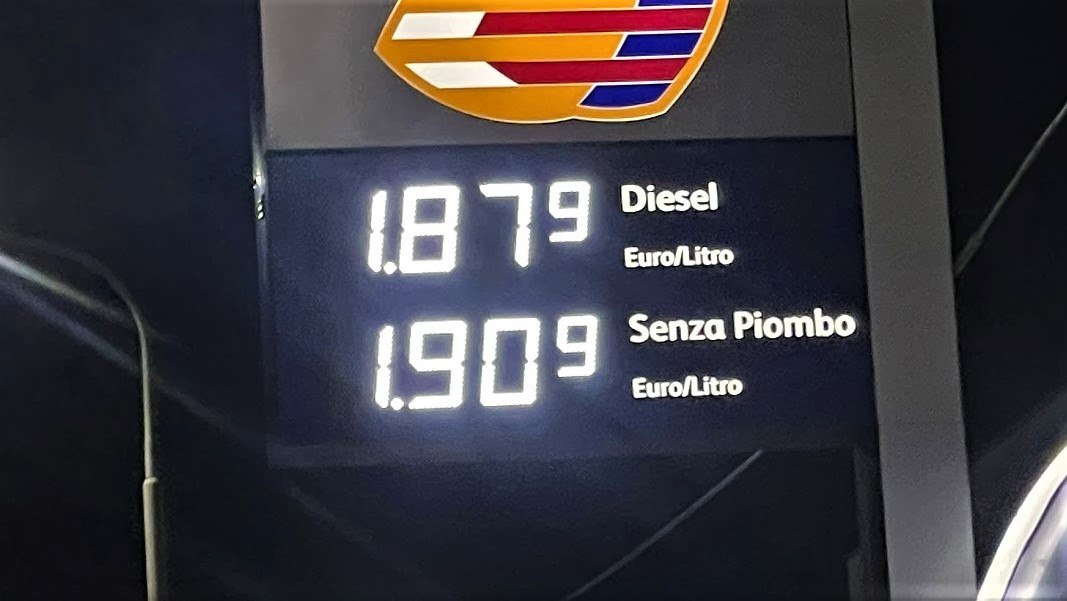 1.879 Diesel
Euro/Litro
1.909 Senza Piombo
Euro/Litro